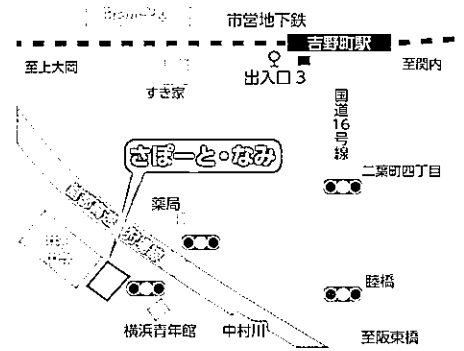 市営地下鉄
吉野町駅
至上大岡
出入口3
至関内
すき家
国道16号線
さぽーと・なみ
二葉町四丁目
薬局
睦橋
横浜青年館
中村川
至阪東橋